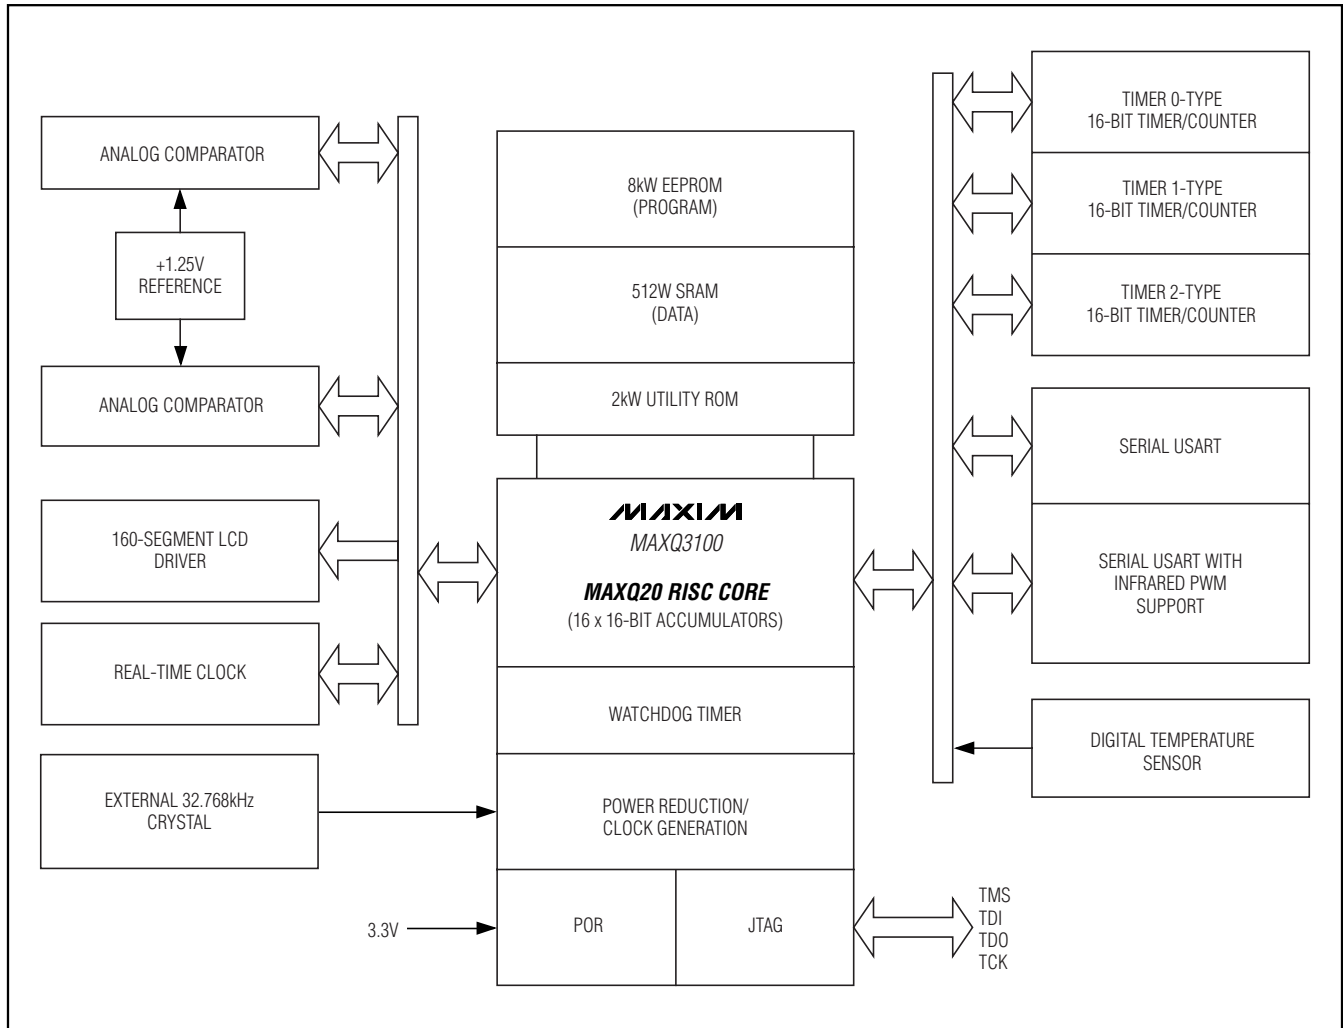 ANALOG COMPARATOR
+1.25V
REFERENCE
ANALOG COMPARATOR
160-SEGMENT LCD
DRIVER
REAL-TIME CLOCK
EXTERNAL 32.768kHz
CRYSTAL
3.3V
8kW EEPROM
(PROGRAM)
512W SRAM
(DATA)
2kW UTILITY ROM
MAXIM
MAXQ3100
MAXQ20 RISC CORE
(16 x 16-BIT ACCUMULATORS)
WATCHDOG TIMER
POWER REDUCTION/
CLOCK GENERATION
POR
JTAG
TMS
TDI
TDO
TCK
TIMER 0-TYPE
16-BIT TIMER/COUNTER
TIMER 1-TYPE
16-BIT TIMER/COUNTER
TIMER 2-TYPE
16-BIT TIMER/COUNTER
SERIAL USART
SERIAL USART WITH
INFRARED PWM
SUPPORT
DIGITAL TEMPERATURE
SENSOR